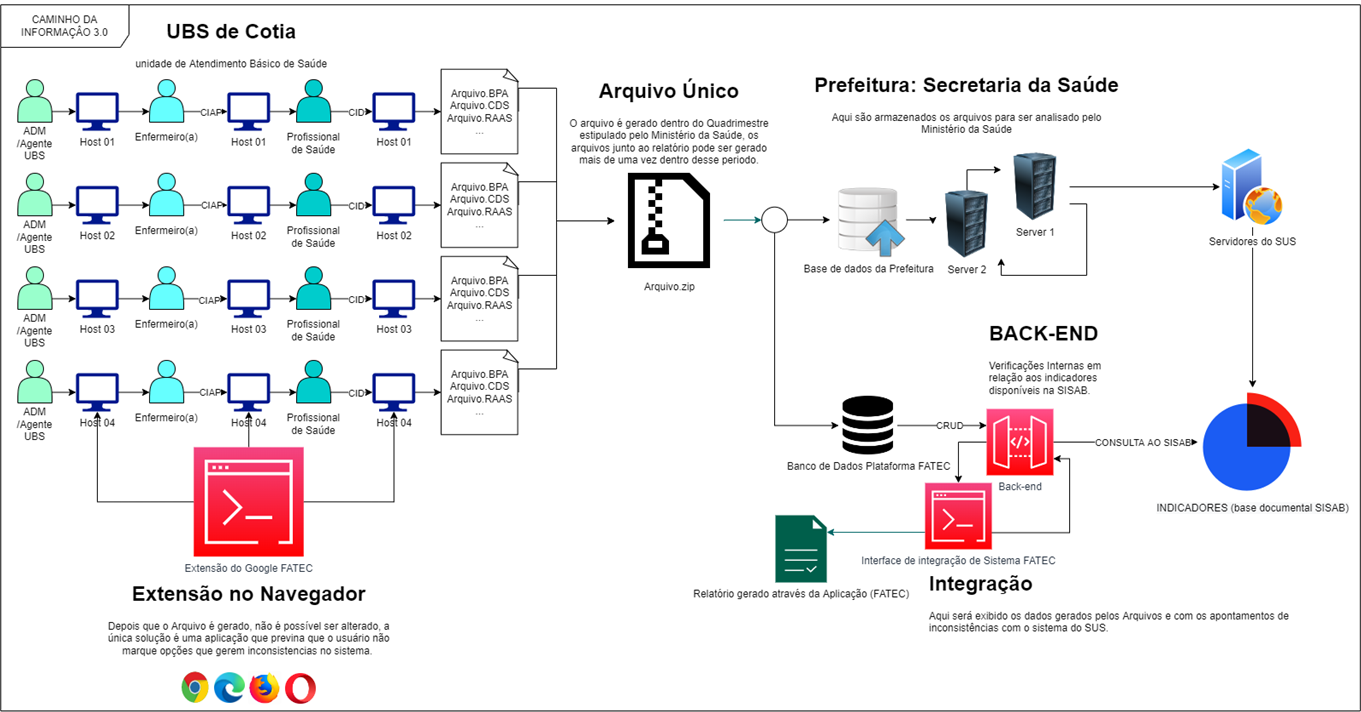 CAMINHO DA
INFORMAÇÃO 3.0
UBS de Cotia
unidade de Atendimento Básico de Saúde
ADM
/Agente
UBS
Host 01
Enfermeiro(a)
CIAP
Host 01
Profissional
de Saúde
CID
Host 01
Arquivo.BPA
Arquivo.CDS
Arquivo.RAAS
...
ADM
/Agente
UBS
Host 02
Enfermeiro(a)
CIAP
Host 02
Profissional
de Saúde
CID
Host 02
Arquivo.BPA
Arquivo.CDS
Arquivo.RAAS
...
ADM
/Agente
UBS
Host 03
Enfermeiro(a)
CIAP
Host 03
Profissional
de Saúde
CID
Host 03
Arquivo.BPA
Arquivo.CDS
Arquivo.RAAS
...
ADM
/Agente
UBS
Host 04
Enfermeiro(a)
CIAP
Host 04
Profissional
de Saúde
CID
Host 04
Arquivo.BPA
Arquivo.CDS
Arquivo.RAAS
...
Extensão do Google FATEC
Extensão no Navegador
Depois que o Arquivo é gerado, não é possível ser alterado, a
única solução é uma aplicação que previna que o usuário não
marque opções que gerem inconsistencias no sistema.
Arquivo Único
O arquivo é gerado dentro do Quadrimestre
estipulado pelo Ministério da Saúde, os
arquivos junto ao relatório pode ser gerado
mais de uma vez dentro desse periodo.
Arquivo.zip
Prefeitura: Secretaria da Saúde
Aqui são armazenados os arquivos para ser analisado pelo
Ministério da Saúde
Base de dados da Prefeitura
Server 2
Server 1
Servidores do SUS
BACK-END
Verificações Internas em
relação aos indicadores
disponíveis na SISAB.
Banco de Dados Plataforma FATEC
CRUD
Back-end
CONSULTA AO SISAB
INDICADORES (base documental SISAB)
Interface de integração de Sistema FATEC
Relatório gerado através da Aplicação (FATEC)
Integração
Aqui será exibido os dados gerados pelos Arquivos e com os apontamentos de
inconsistências com o sistema do SUS.